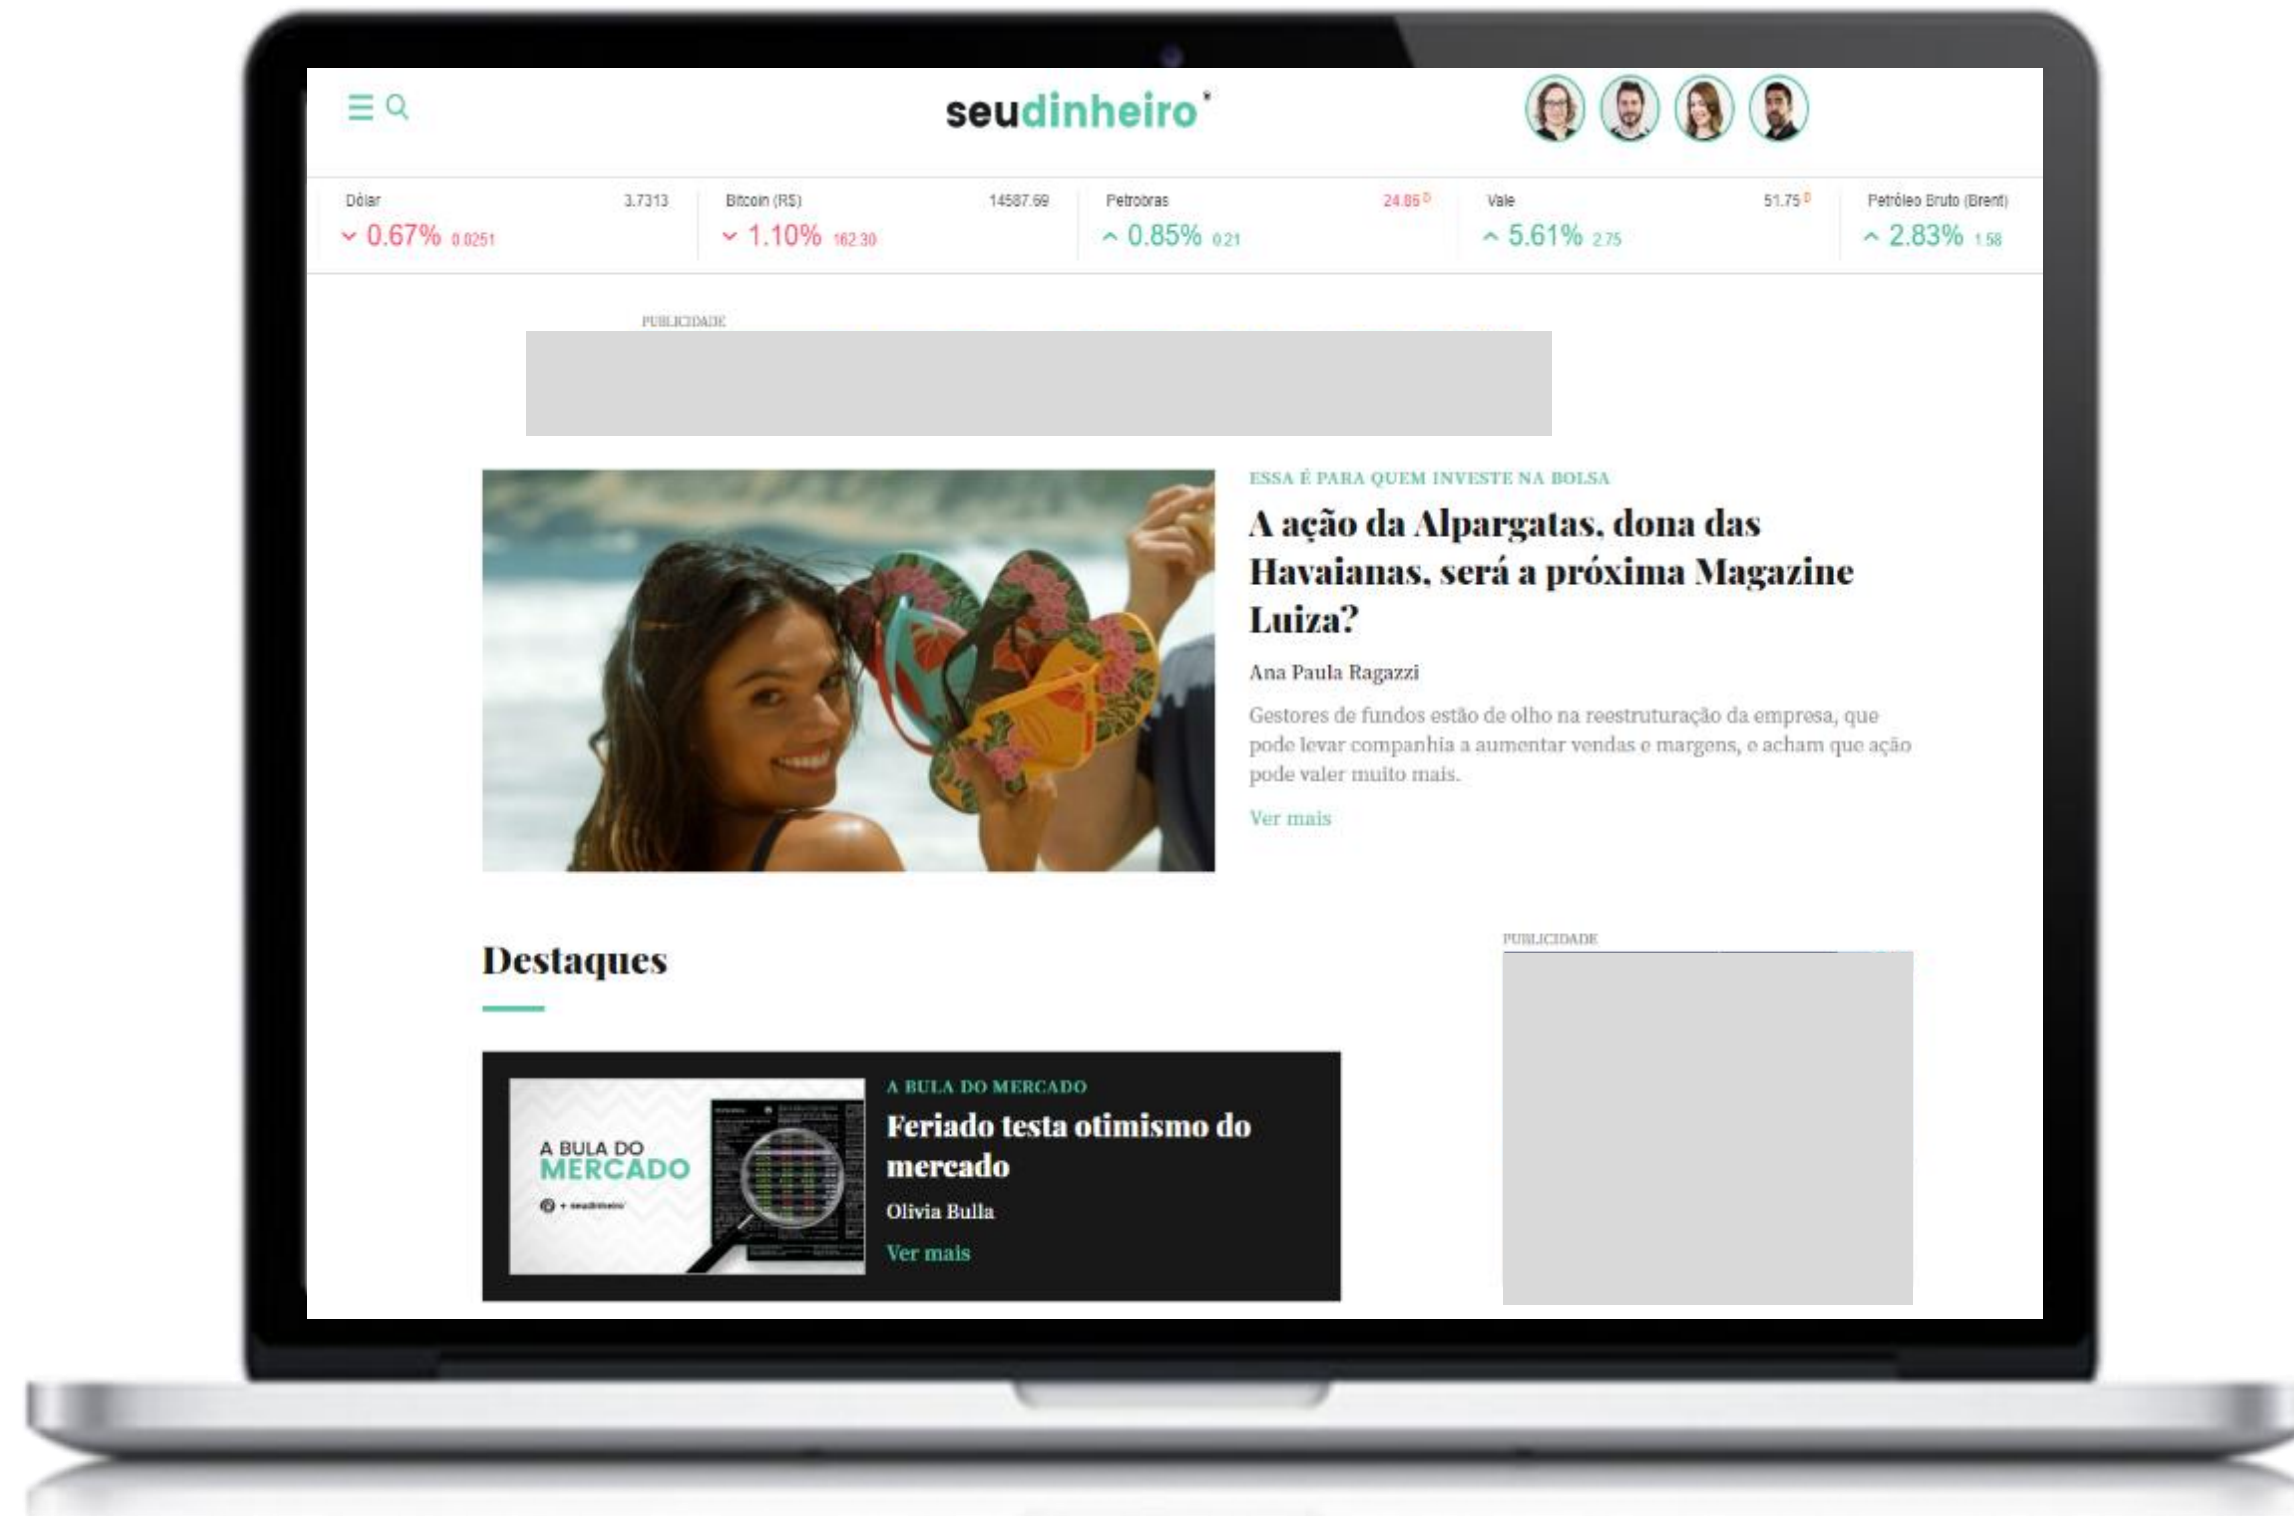 seudinheiro
Dólar 3.7313
0.67% 0.0251
Bitcoin (R$) 14587.69
1.10% 162.30
Petrobras 24.86 D
0.85% 0.21
Vale 51.75 D
5.61% 2.75
Petróleo Bruto (Brent)
2.83% 1.58
PUBLICIDADE
ESSA É PARA QUEM INVESTE NA BOLSA
A ação da Alpargatas, dona das
Havaianas, será a próxima Magazine
Luiza?
Ana Paula Ragazzi
Gestores de fundos estão de olho na reestruturação da empresa, que
pode levar companhia a aumentar vendas e margens, e acham que ação
pode valer muito mais.
Ver mais
Destaques
PUBLICIDADE
A BULA DO
MERCADO
+ seudinheiro
A BULA DO MERCADO
Feriado testa otimismo do
mercado
Olivia Bulla
Ver mais